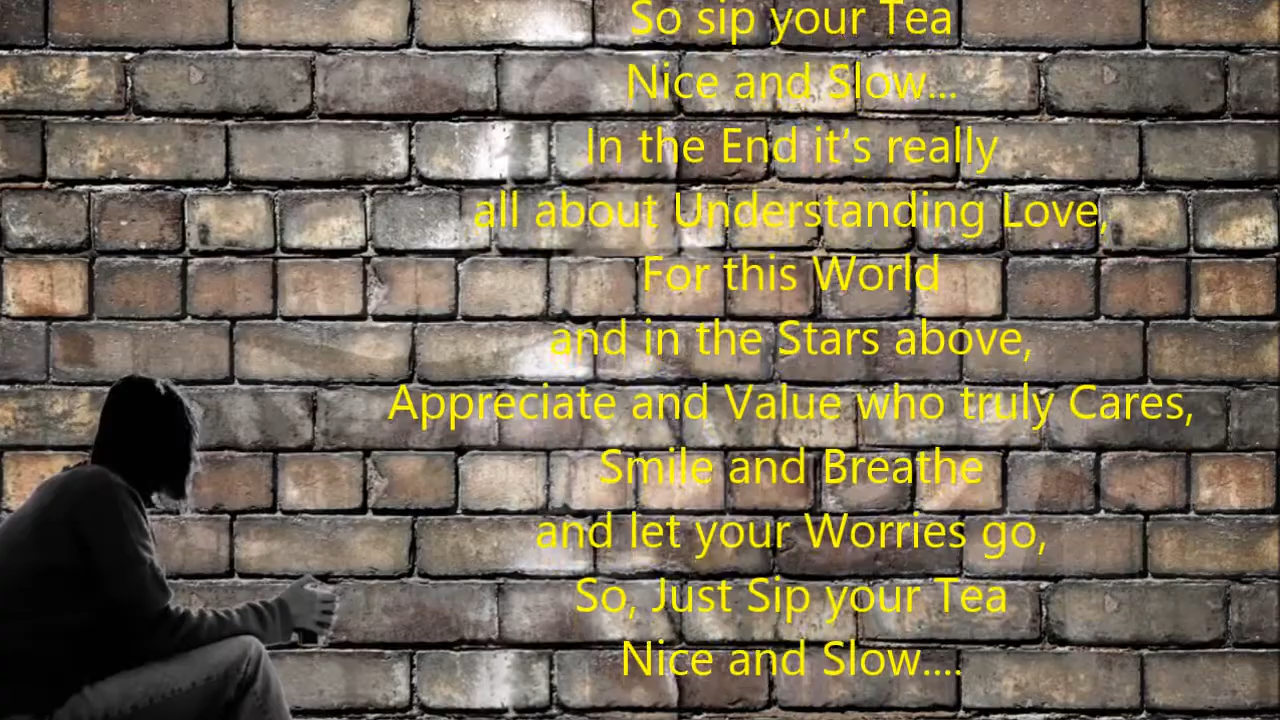 So sip your Tea
Nice and Slow...
In the End it's really
all about Understanding Love,
For this World
and in the Stars above,
Appreciate and Value who truly Cares,
Smile and Breathe
and let your Worries go,
So, Just Sip your Tea
Nice and Slow....